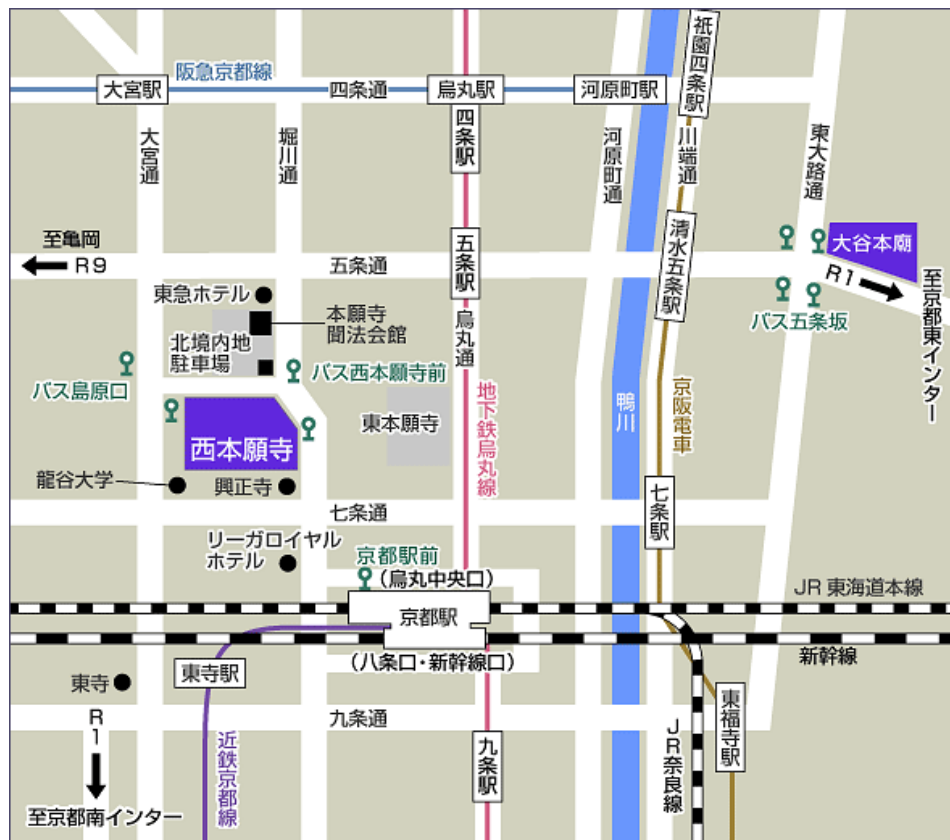 阪急京都線
大宮駅
四条通
烏丸駅
河原町駅
祇園四条駅
四条駅
大宮通
堀川通
河原町通
川端通
東大路通
至亀岡
R9
五条通
五条駅
清水五条駅
大谷本廟
R1
至京都東インター
バス五条坂
東急ホテル
本願寺
聞法会館
北境内地
駐車場
烏丸通
バス島原口
バス西本願寺前
地下鉄烏丸線
東本願寺
鴨川
京阪電車
西本願寺
龍谷大学
興正寺
七条通
七条駅
リーガロイヤル
ホテル
京都駅前
(烏丸中央口)
JR 東海道本線
京都駅
(八条口・新幹線口)
新幹線
東寺駅
東寺
R1
九条通
東福寺駅
JR奈良線
九条駅
近鉄京都線
至京都南インター